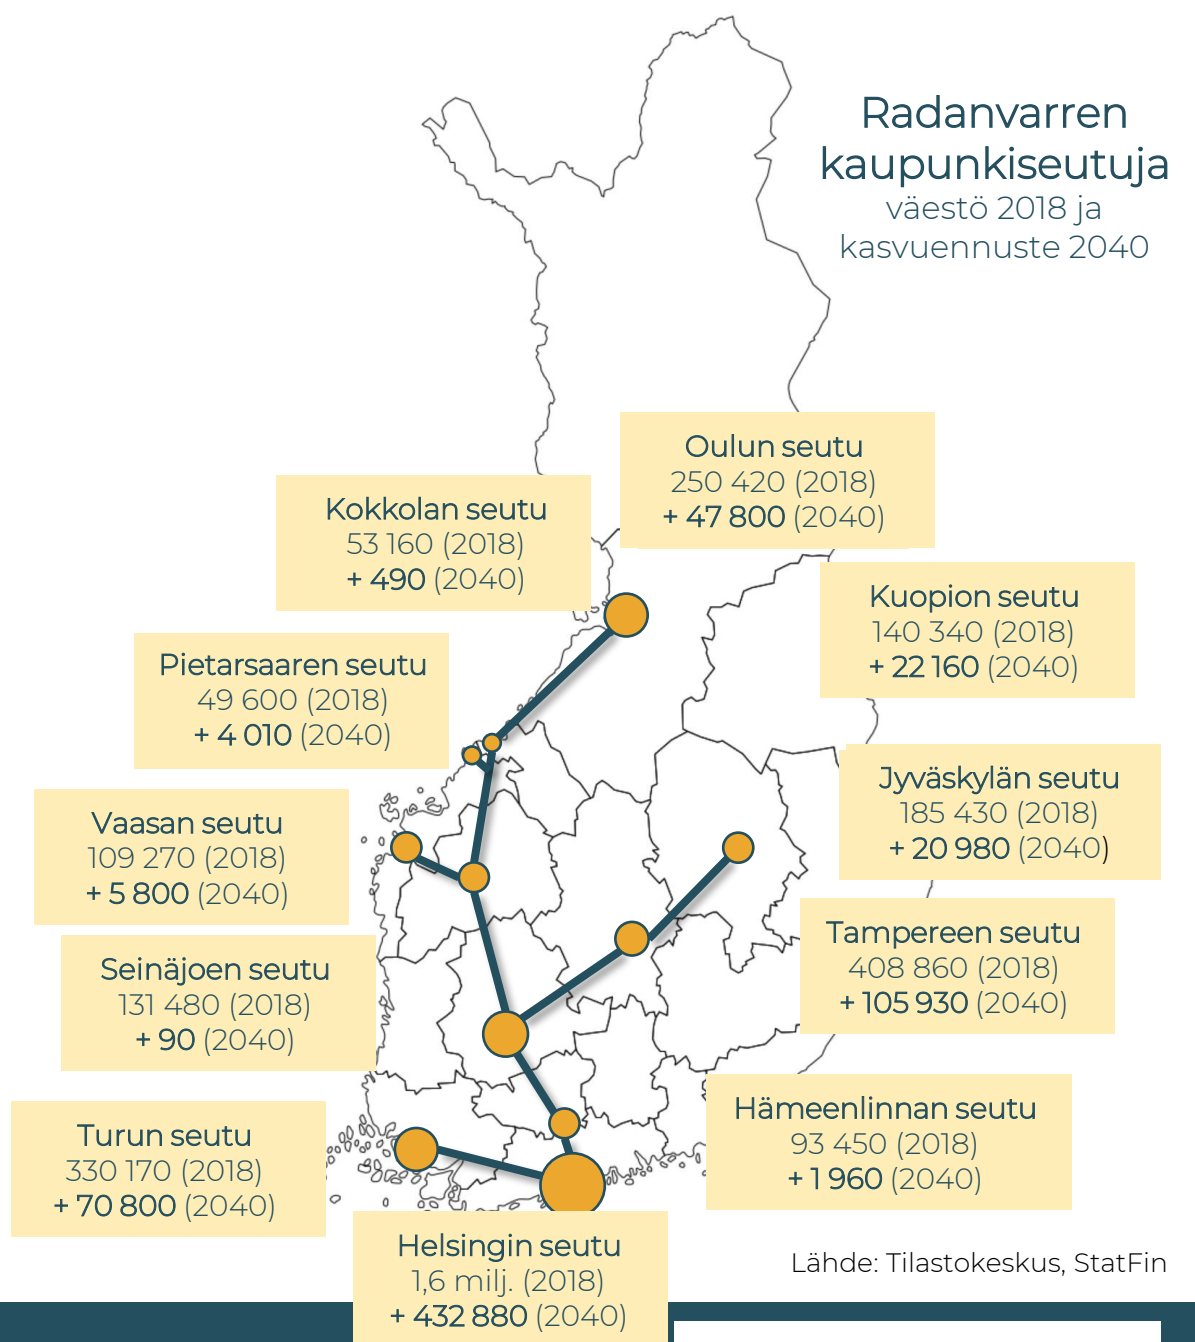 Radanvarren
kaupunkiseutuja
väestö 2018 ja
kasvuennuste 2040
Oulun seutu
250 420 (2018)
+ 47 800 (2040)
Kokkolan seutu
53 160 (2018)
+ 490 (2040)
Kuopion seutu
140 340 (2018)
+ 22 160 (2040)
Pietarsaaren seutu
49 600 (2018)
+ 4 010 (2040)
Jyväskylän seutu
185 430 (2018)
+ 20 980 (2040)
Vaasan seutu
109 270 (2018)
+ 5 800 (2040)
Tampereen seutu
408 860 (2018)
+ 105 930 (2040)
Seinäjoen seutu
131 480 (2018)
+ 90 (2040)
Hämeenlinnan seutu
93 450 (2018)
+ 1 960 (2040)
Turun seutu
330 170 (2018)
+ 70 800 (2040)
Helsingin seutu
1,6 milj. (2018)
+ 432 880 (2040)
Lähde: Tilastokeskus, StatFin